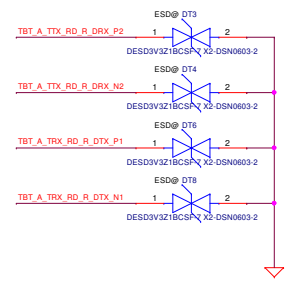 ESD@ DT3
TBT_A_TTX_RD_R_DRX_P2 1 2
DESD3V3Z1BCSF-7 X2-DSN0603-2
ESD@ DT4
TBT_A_TTX_RD_R_DRX_N2 1 2
DESD3V3Z1BCSF-7 X2-DSN0603-2
ESD@ DT6
TBT_A_TRX_RD_R_DTX_P1 1 2
DESD3V3Z1BCSF-7 X2-DSN0603-2
ESD@ DT8
TBT_A_TRX_RD_R_DTX_N1 1 2
DESD3V3Z1BCSF-7 X2-DSN0603-2